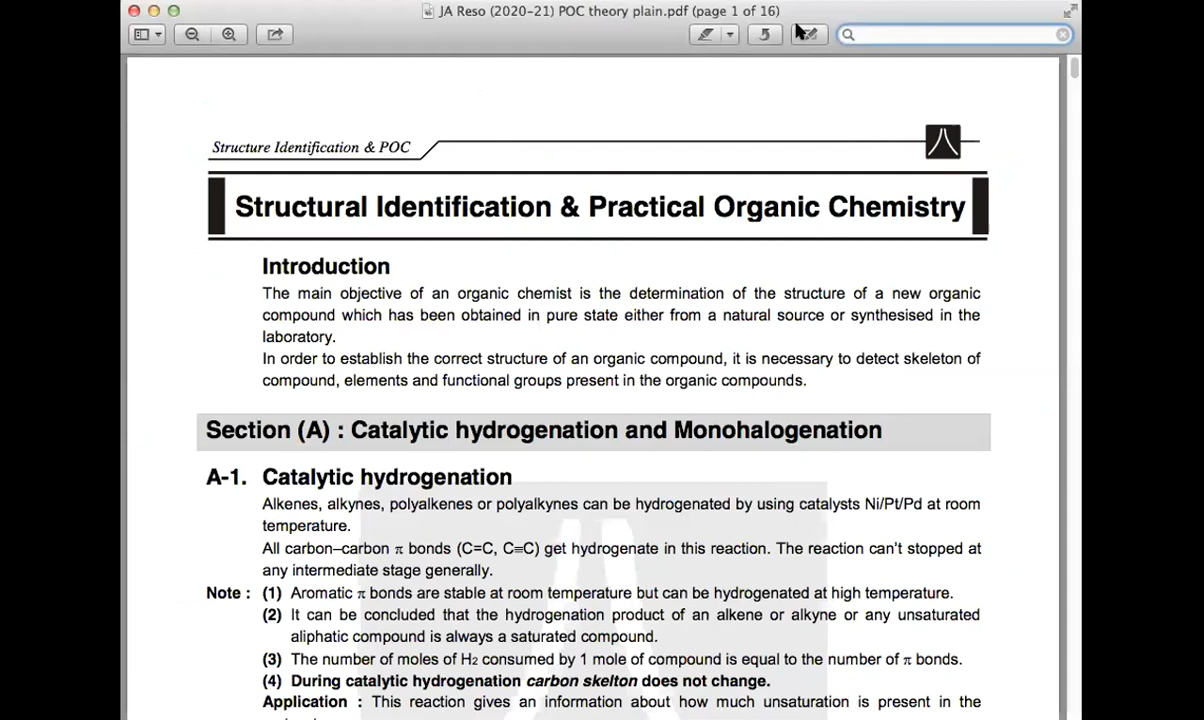 JA Reso (2020-21) POC theory plain.pdf (page 1 of 16)
Structure Identification & POC
Structural Identification & Practical Organic Chemistry
Introduction
The main objective of an organic chemist is the determination of the structure of a new organic
compound which has been obtained in pure state either from a natural source or synthesised in the
laboratory.
In order to establish the correct structure of an organic compound, it is necessary to detect skeleton of
compound, elements and functional groups present in the organic compounds.
Section (A) : Catalytic hydrogenation and Monohalogenation
A-1. Catalytic hydrogenation
Alkenes, alkynes, polyalkenes or polyalkynes can be hydrogenated by using catalysts Ni/Pt/Pd at room
temperature.
All carbon–carbon π bonds (C=C, C≡C) get hydrogenate in this reaction. The reaction can't stopped at
any intermediate stage generally.
Note : (1) Aromatic π bonds are stable at room temperature but can be hydrogenated at high temperature.
(2) It can be concluded that the hydrogenation product of an alkene or alkyne or any unsaturated
aliphatic compound is always a saturated compound.
(3) The number of moles of H2 consumed by 1 mole of compound is equal to the number of π bonds.
(4) During catalytic hydrogenation carbon skelton does not change.
Application : This reaction gives an information about how much unsaturation is present in the